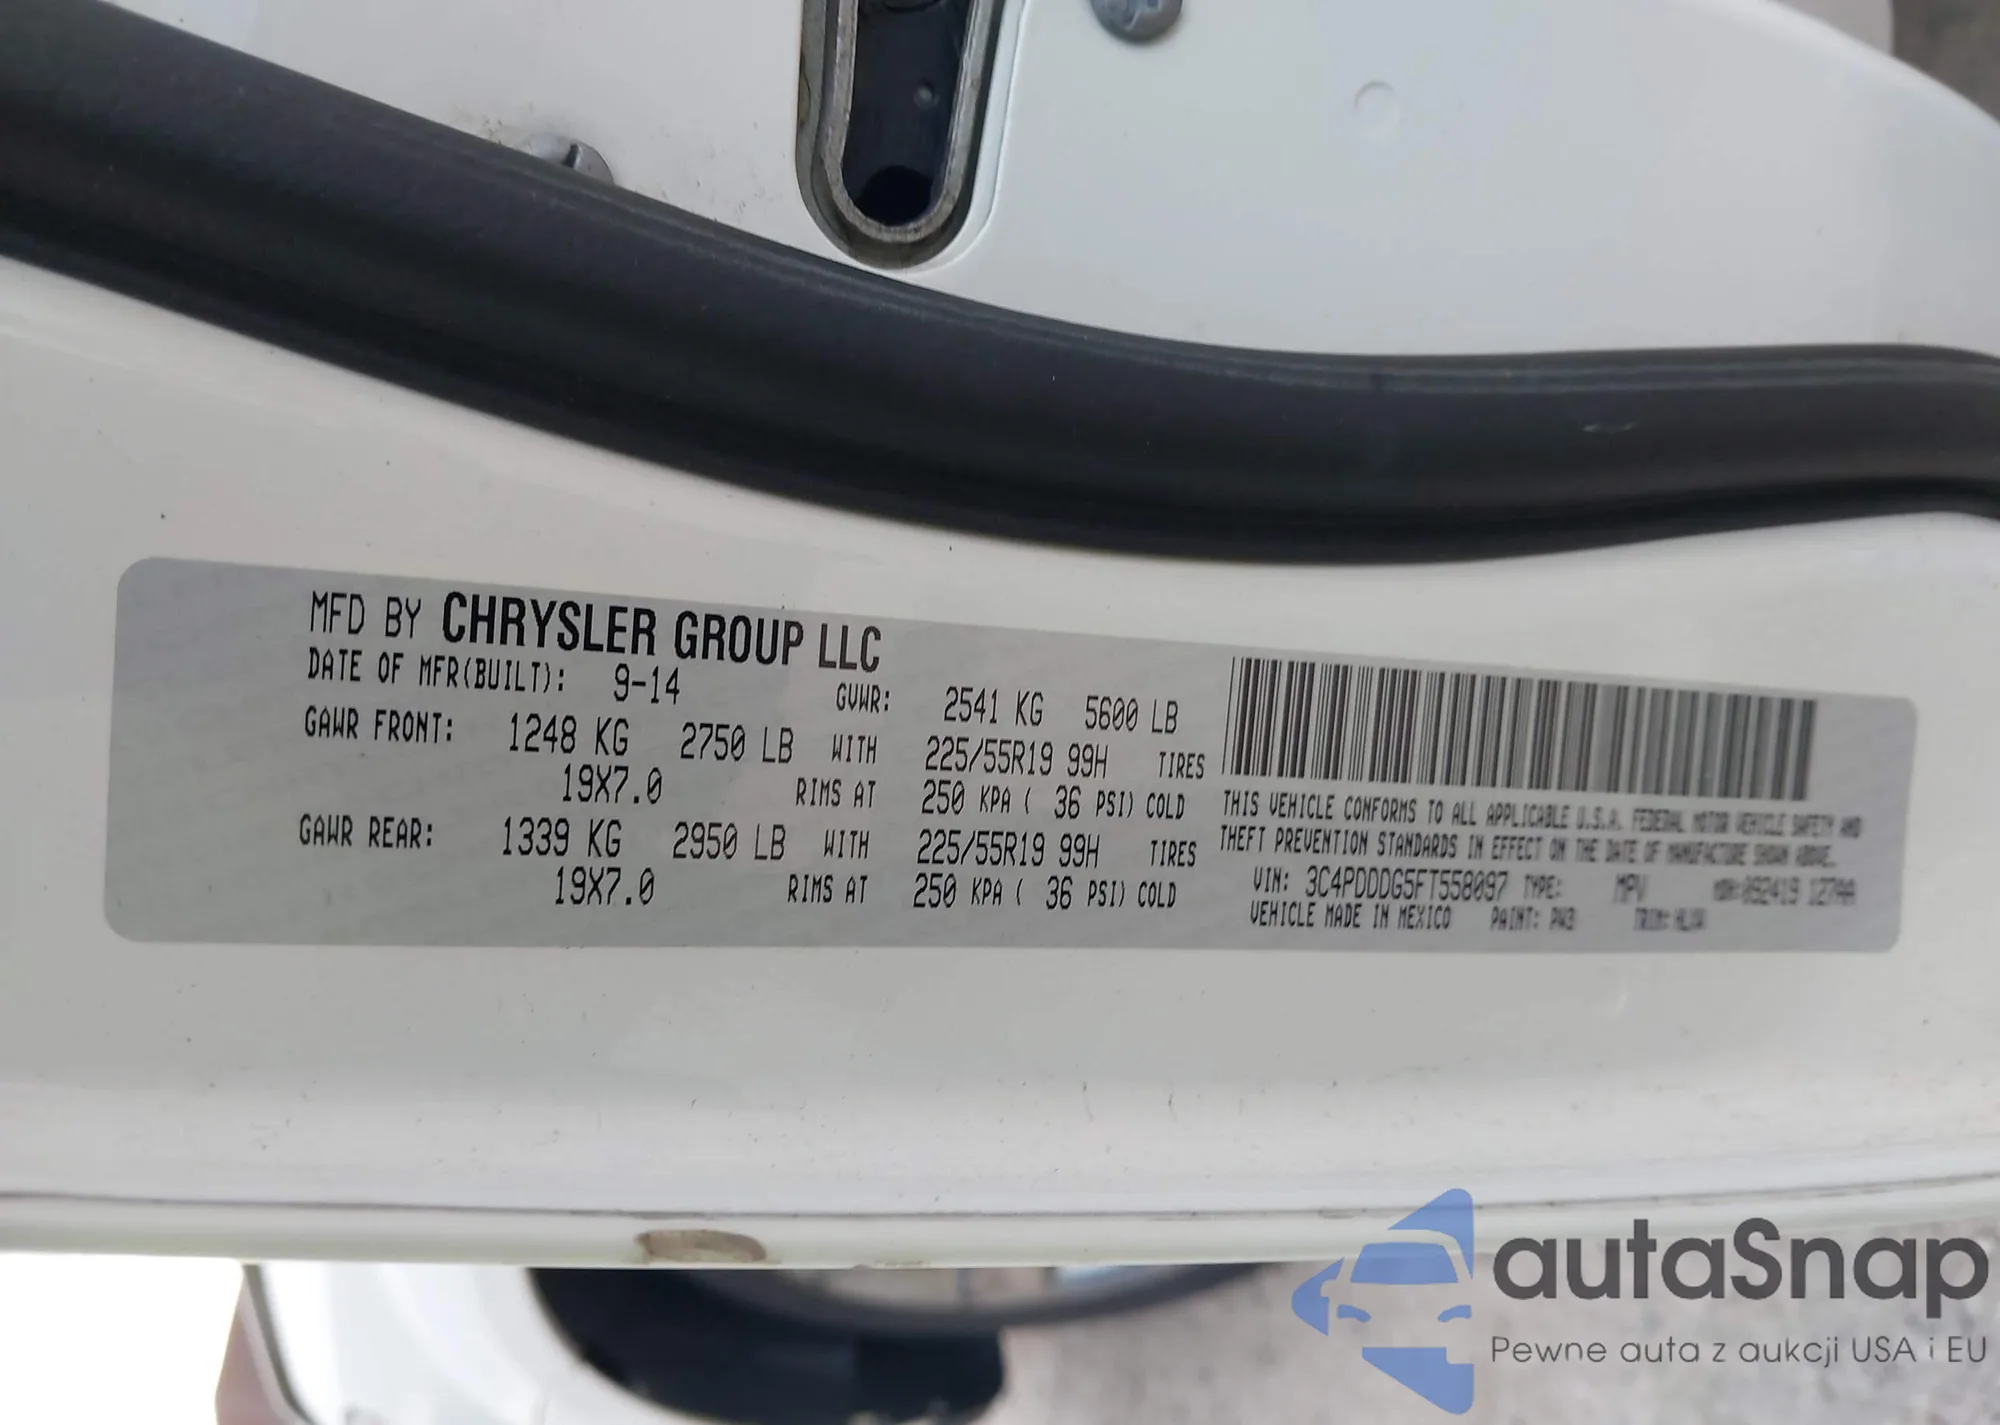 MFD BY CHRYSLER GROUP LLC
DATE OF MFR(BUILT): 9-14 GVWR: 2541 KG 5600 LB
GAWR FRONT: 1248 KG 2750 LB WITH 225/55R19 99H TIRES
19X7.0 RIMS AT 250 KPA ( 36 PSI) COLD
GAWR REAR: 1339 KG 2950 LB WITH 225/55R19 99H TIRES
19X7.0 RIMS AT 250 KPA ( 36 PSI) COLD
THIS VEHICLE CONFORMS TO ALL APPLICABLE U.S.A. FEDERAL MOTOR VEHICLE SAFETY AND
THEFT PREVENTION STANDARDS IN EFFECT ON THE DATE OF MANUFACTURE SHOWN ABOVE.
VIN: 3C4PDDDG5FT558097 TYPE: MPV MDH:092419 127AA
VEHICLE MADE IN MEXICO PAINT: PW3 TRIM:
autaSnap
Pewne auta z aukcji USA i EU